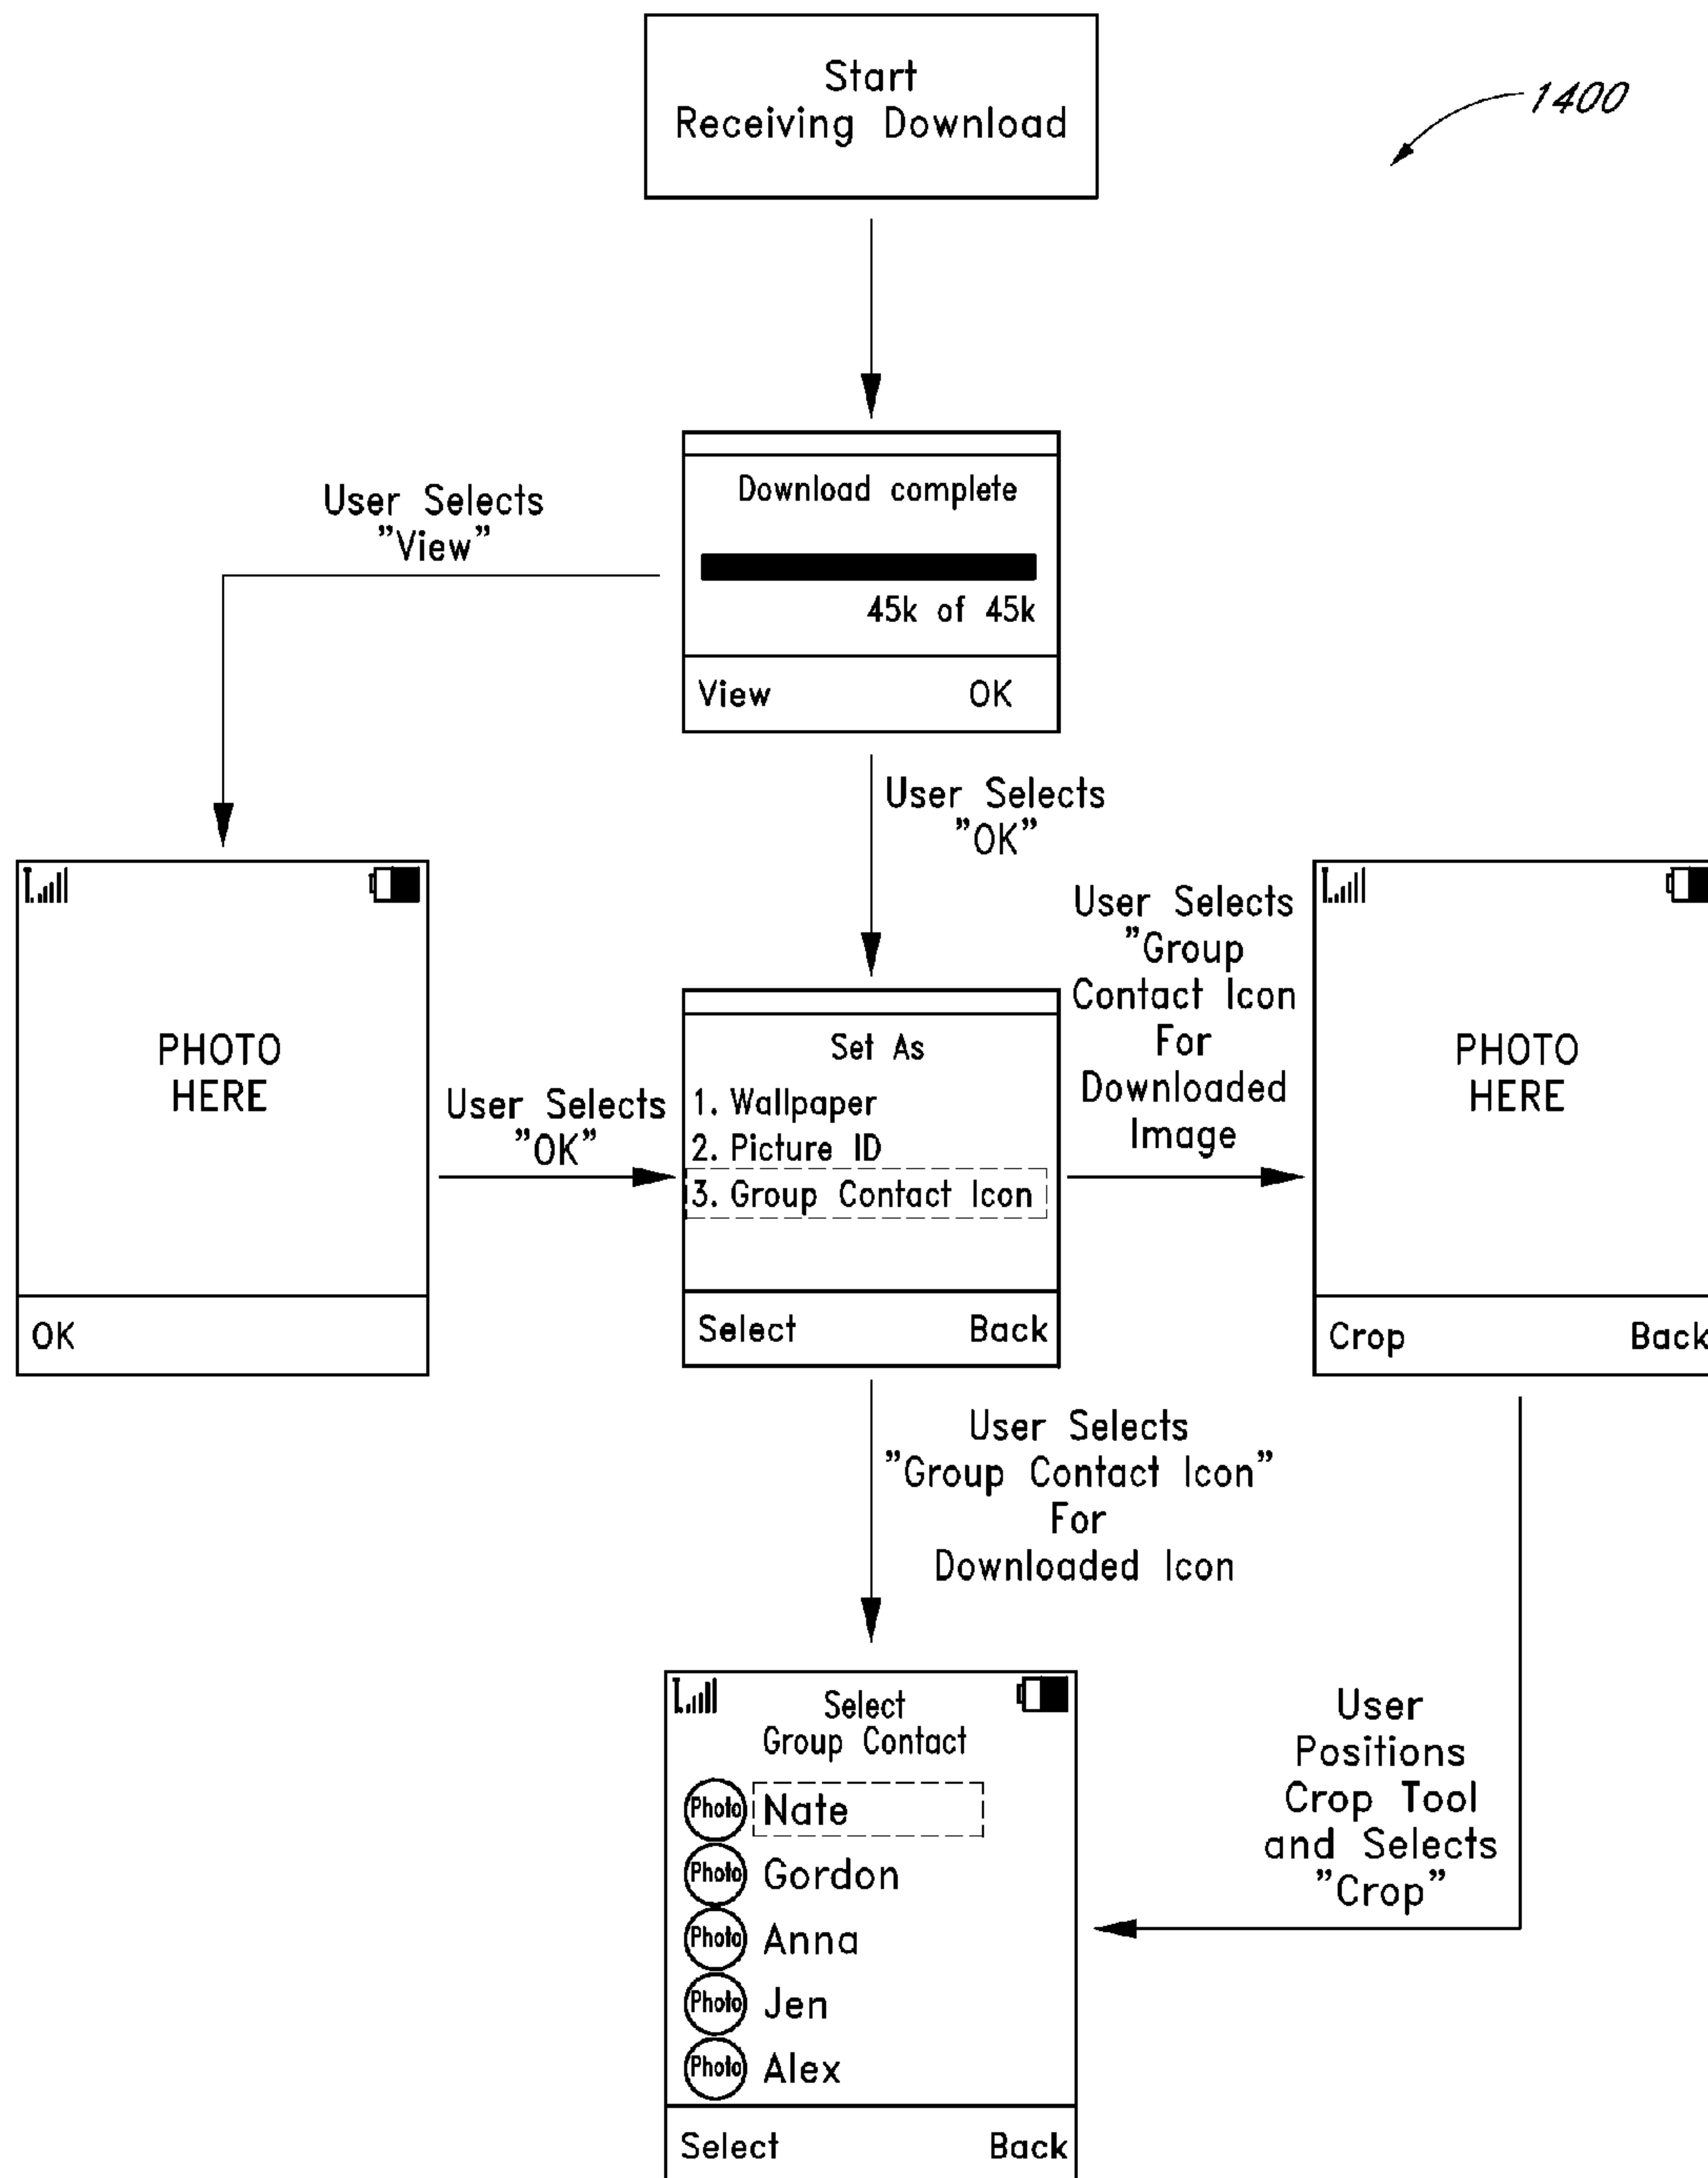 Start
Receiving Download
1400
Download complete
45k of 45k
View OK
User Selects
"View"
User Selects
"OK"
PHOTO
HERE
OK
User Selects
"OK"
Set As
1. Wallpaper
2. Picture ID
3. Group Contact Icon
Select Back
User Selects
"Group
Contact Icon
For
Downloaded
Image
PHOTO
HERE
Crop Back
User Selects
"Group Contact Icon"
For
Downloaded Icon
User
Positions
Crop Tool
and Selects
"Crop"
Select
Group Contact
Photo Nate
Photo Gordon
Photo Anna
Photo Jen
Photo Alex
Select Back